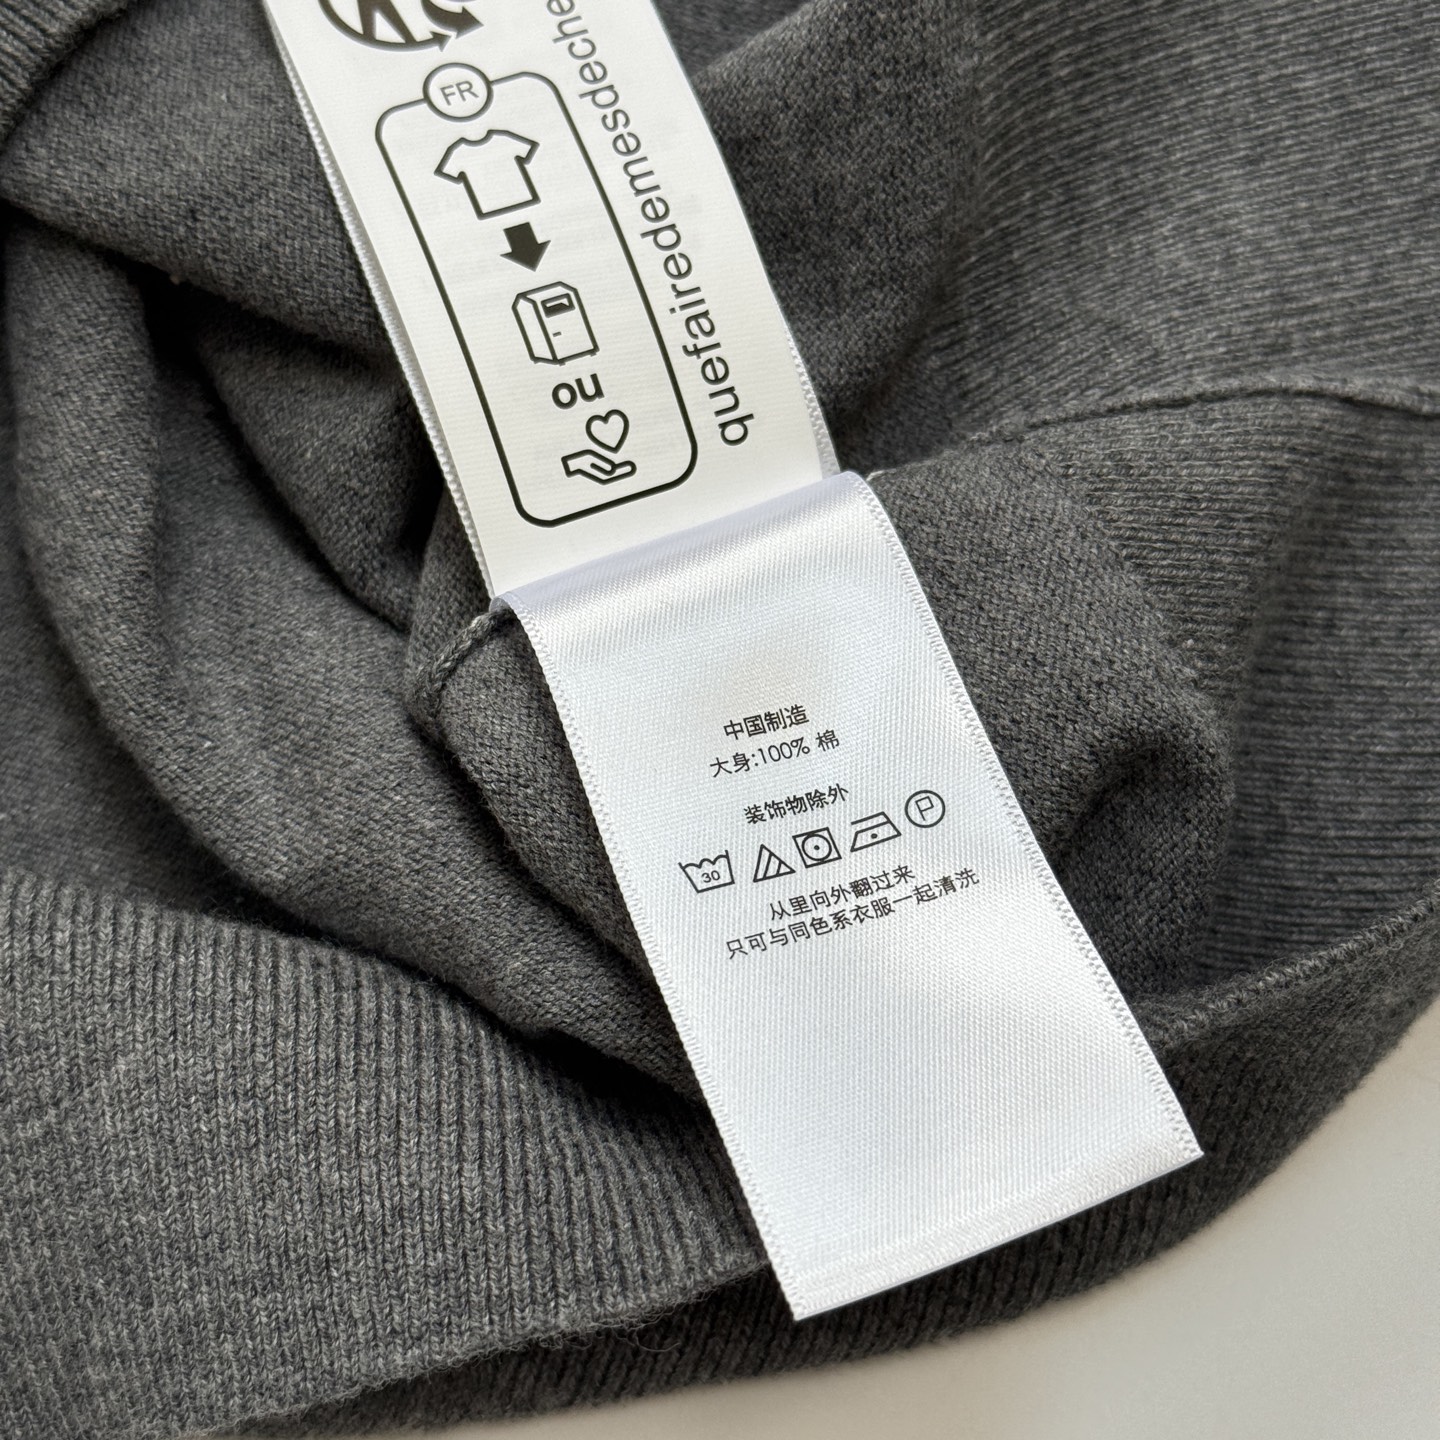 FR
OU
quefairedemesdeche
中国制造
大身:100% 棉
装饰物除外
30
P
从里向外翻过来
只可与同色系衣服一起清洗